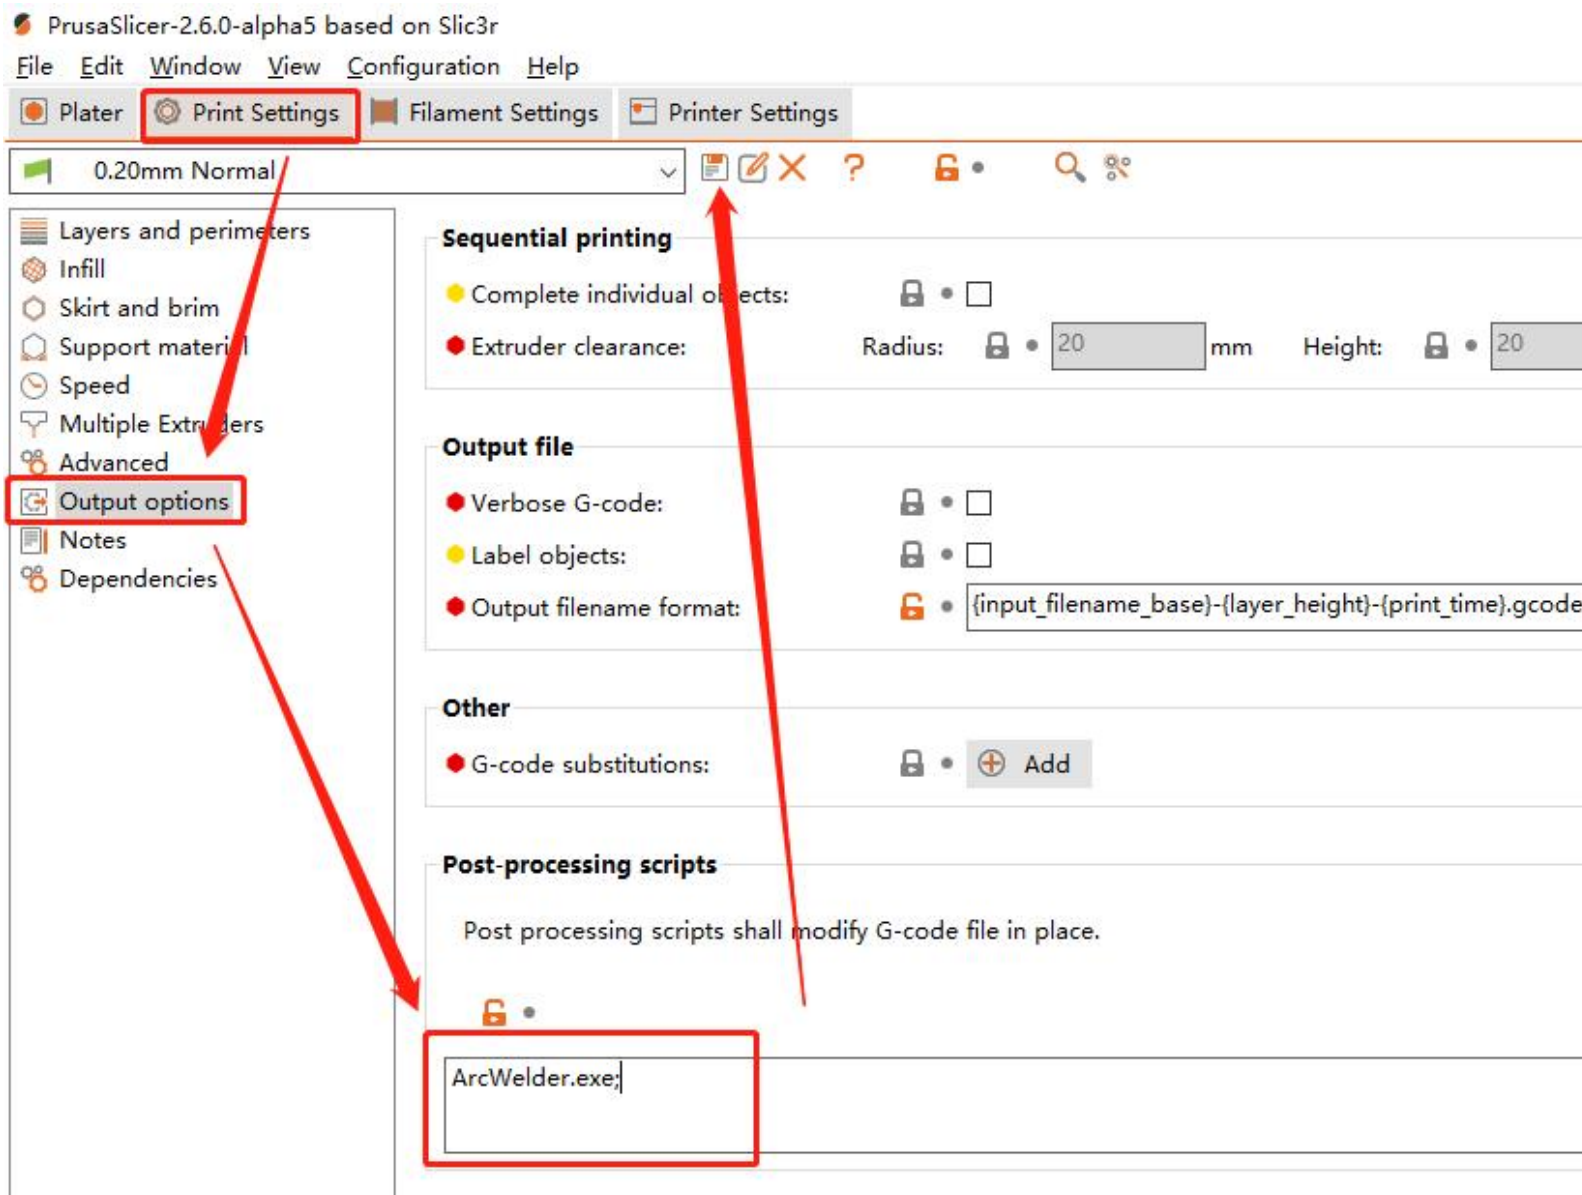 PrusaSlicer-2.6.0-alpha5 based on Slic3r
File Edit Window View Configuration Help
Plater Print Settings Filament Settings Printer Settings
0.20mm Normal
Layers and perimeters
Infill
Skirt and brim
Support material
Speed
Multiple Extruders
Advanced
Output options
Notes
Dependencies
Sequential printing
Complete individual objects:
Extruder clearance: Radius: 20 mm Height: 20
Output file
Verbose G-code:
Label objects:
Output filename format: {input_filename_base}-{layer_height}-{print_time}.gcode
Other
G-code substitutions: Add
Post-processing scripts
Post processing scripts shall modify G-code file in place.
ArcWelder.exe;